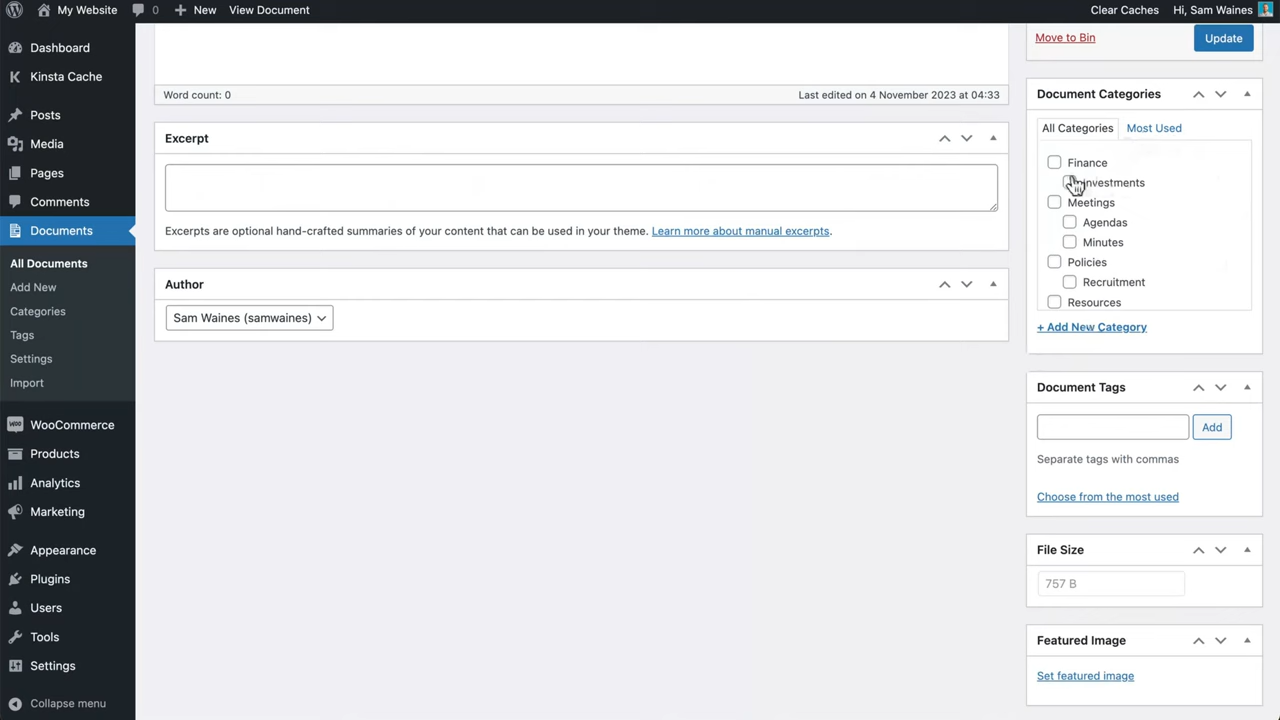 My Website
0
New
View Document
Clear Caches
Hi, Sam Waines
Dashboard
Kinsta Cache
Posts
Media
Pages
Comments
Documents
All Documents
Add New
Categories
Tags
Settings
Import
WooCommerce
Products
Analytics
Marketing
Appearance
Plugins
Users
Tools
Settings
Collapse menu
Word count: 0
Last edited on 4 November 2023 at 04:33
Excerpt
Excerpts are optional hand-crafted summaries of your content that can be used in your theme. Learn more about manual excerpts.
Author
Sam Waines (samwaines)
Move to Bin
Update
Document Categories
All Categories
Most Used
Finance
Investments
Meetings
Agendas
Minutes
Policies
Recruitment
Resources
+ Add New Category
Document Tags
Add
Separate tags with commas
Choose from the most used
File Size
757 B
Featured Image
Set featured image